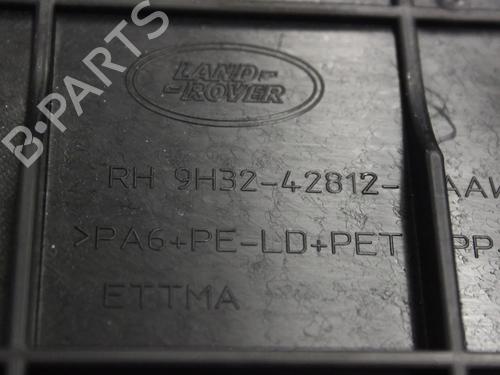 B-PARTS
LAND-
-ROVER
RH 9H32-42812-
>PA6+PE-LD+PET
ETTMA